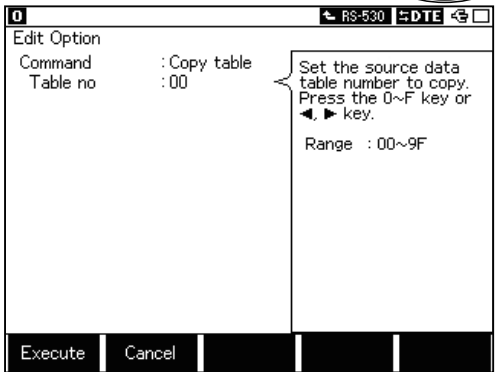 0 RS-530 DTE
Edit Option
Command :Copy table
Table no :00
Set the source data
table number to copy.
Press the 0~F key or
◄, ► key.
Range :00~9F
Execute Cancel